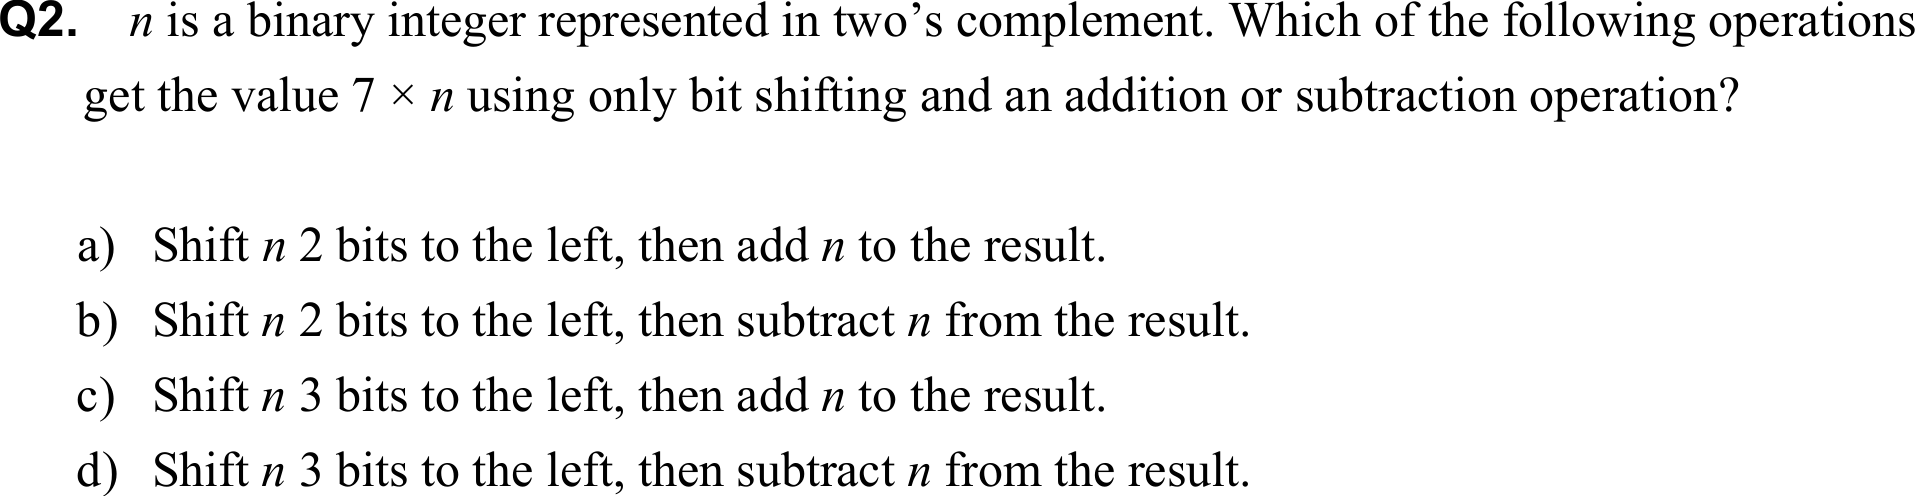 Q2. n is a binary integer represented in two’s complement. Which of the following operations
get the value 7 × n using only bit shifting and an addition or subtraction operation?
a) Shift n 2 bits to the left, then add n to the result.
b) Shift n 2 bits to the left, then subtract n from the result.
c) Shift n 3 bits to the left, then add n to the result.
d) Shift n 3 bits to the left, then subtract n from the result.